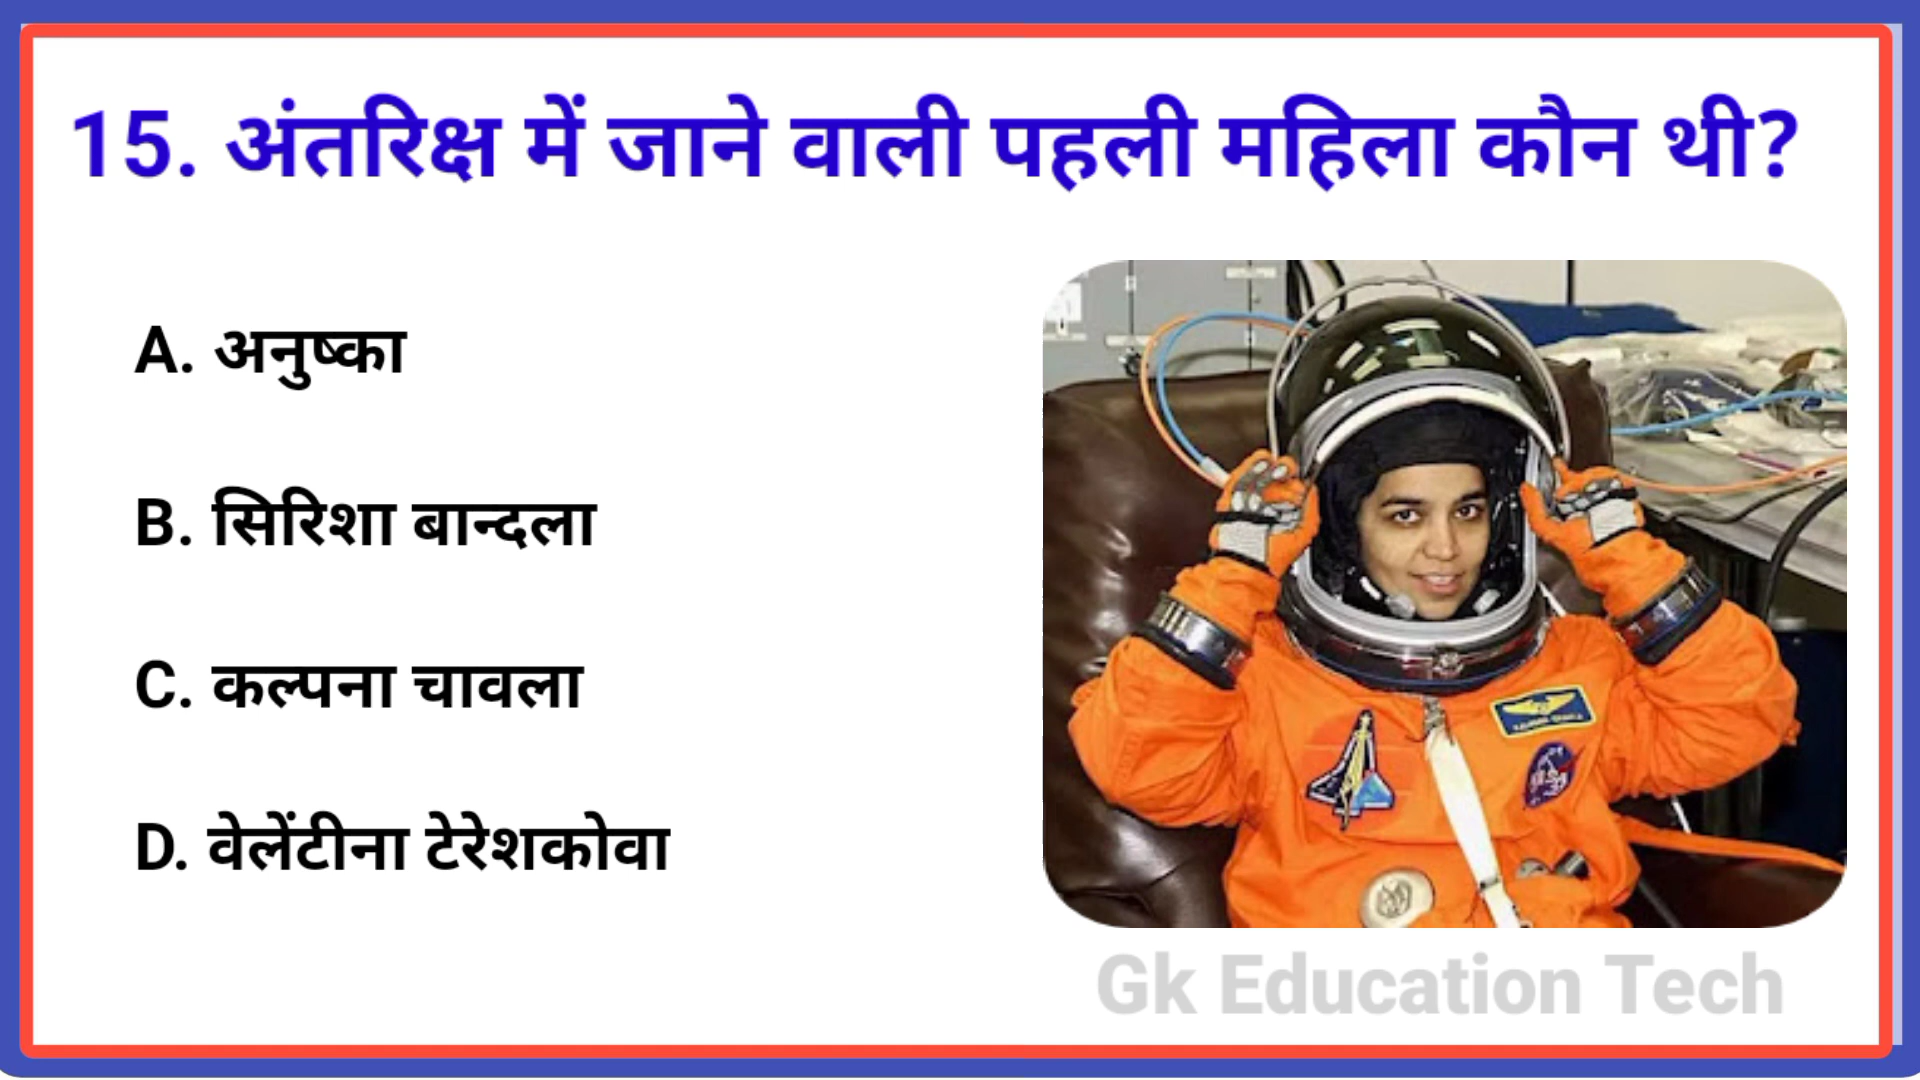 15. अंतरिक्ष में जाने वाली पहली महिला कौन थी?
A. अनुष्का
B. सिरिशा बान्दला
C. कल्पना चावला
D. वेलेंटीना टेरेशकोवा
Gk Education Tech